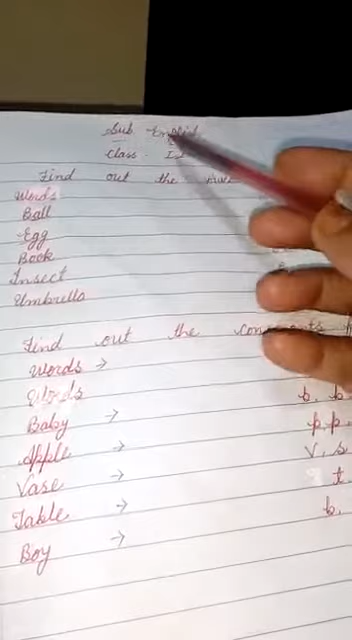 Sub English
Class I
Find out the
Words
Ball
Egg
Book
Insect
Umbrella
Find out the
Words →
Words
Baby → b, b
Apple → p, p,
Vase → v, s
Table → t
Boy → b,